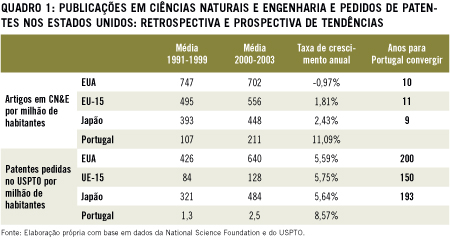 QUADRO 1: PUBLICAÇÕES EM CIÊNCIAS NATURAIS E ENGENHARIA E PEDIDOS DE PATEN-
TES NOS ESTADOS UNIDOS: RETROSPECTIVA E PROSPECTIVA DE TENDÊNCIAS
Média 1991-1999 Média 2000-2003 Taxa de cresci-mento anual Anos para Portugal convergir
Artigos em CN&E por milhão de habitantes
EUA 747 702 -0,97% 10
EU-15 495 556 1,81% 11
Japão 393 448 2,43% 9
Portugal 107 211 11,09%
Patentes pedidas no USPTO por milhão de habitantes
EUA 426 640 5,59% 200
UE-15 84 128 5,75% 150
Japão 321 484 5,64% 193
Portugal 1,3 2,5 8,57%
Fonte: Elaboração própria com base em dados da National Science Foundation e do USPTO.